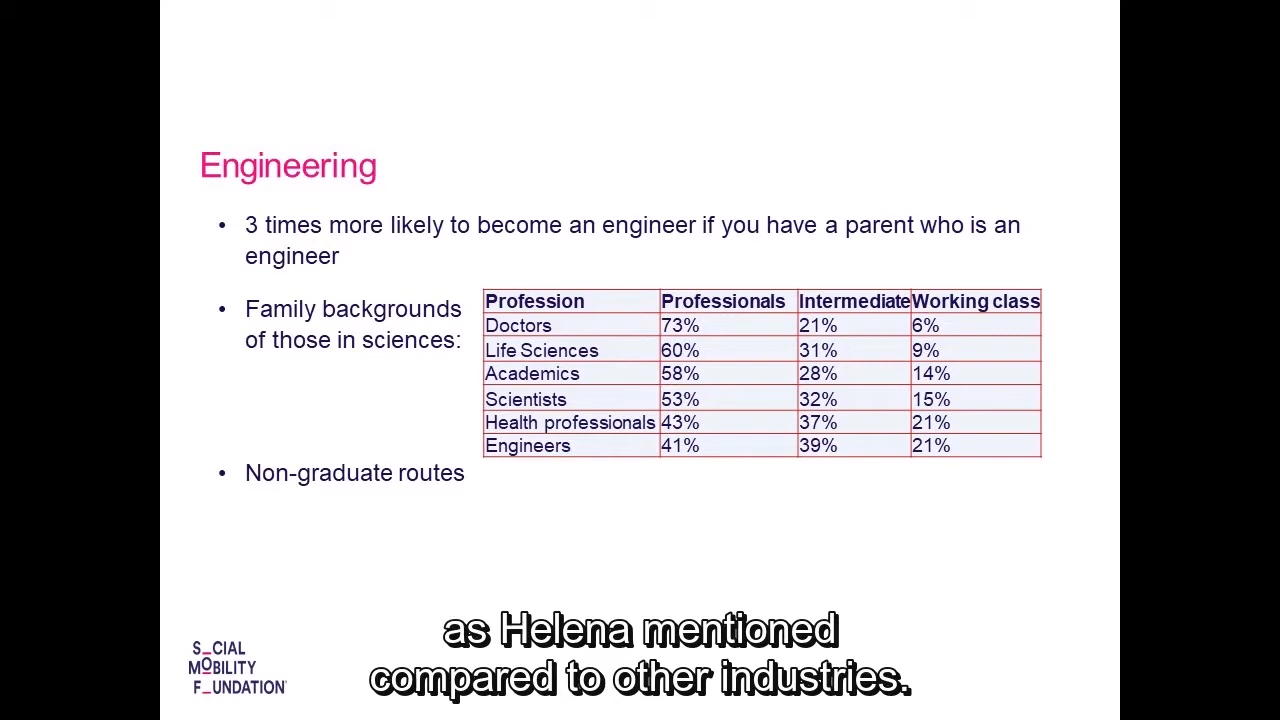 Engineering
• 3 times more likely to become an engineer if you have a parent who is an
engineer
• Family backgrounds
of those in sciences:
Profession Professionals Intermediate Working class
Doctors 73% 21% 6%
Life Sciences 60% 31% 9%
Academics 58% 28% 14%
Scientists 53% 32% 15%
Health professionals 43% 37% 21%
Engineers 41% 39% 21%
• Non-graduate routes
as Helena mentioned
compared to other industries.
S_CIAL
MOBILITY
F_UNDATION